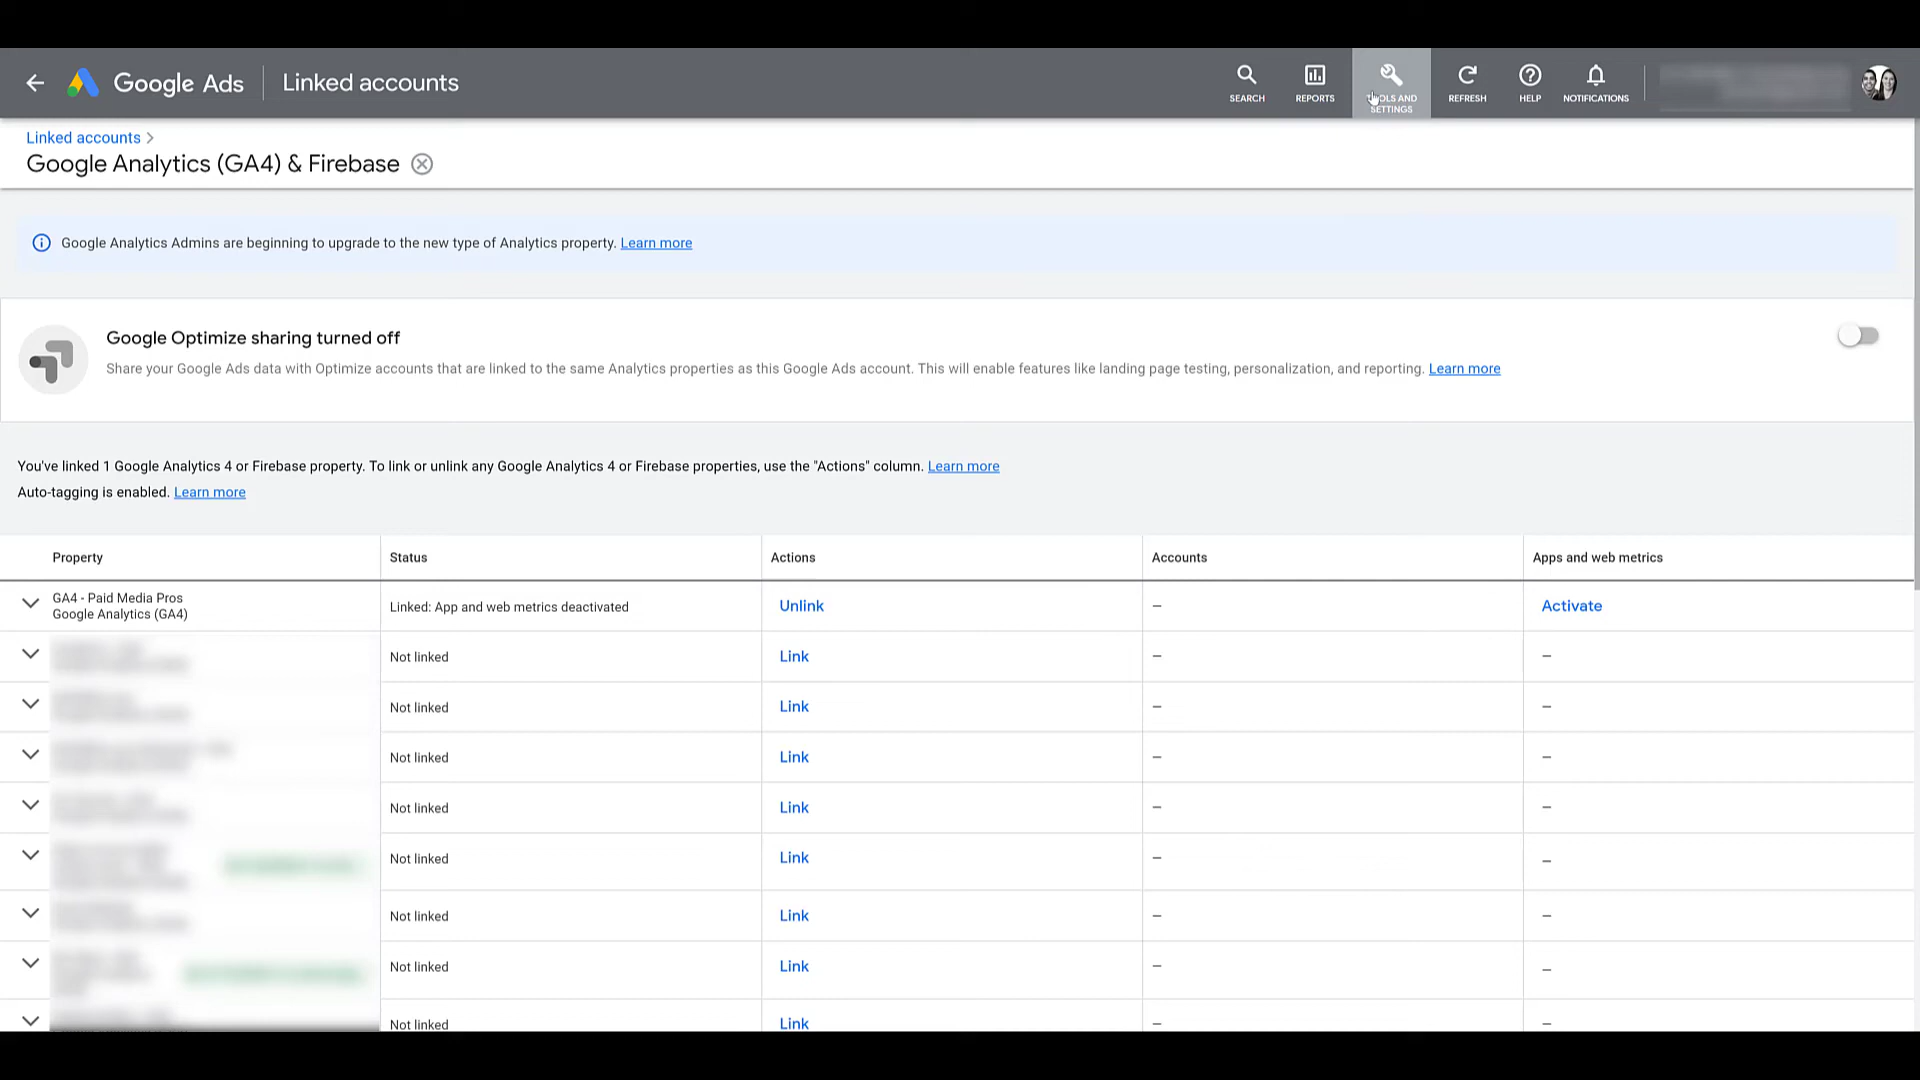 Google Ads
Linked accounts
SEARCH
REPORTS
TOOLS AND
SETTINGS
REFRESH
HELP
NOTIFICATIONS
Linked accounts
Google Analytics (GA4) & Firebase
Google Analytics Admins are beginning to upgrade to the new type of Analytics property. Learn more
Google Optimize sharing turned off
Share your Google Ads data with Optimize accounts that are linked to the same Analytics properties as this Google Ads account. This will enable features like landing page testing, personalization, and reporting. Learn more
You've linked 1 Google Analytics 4 or Firebase property. To link or unlink any Google Analytics 4 or Firebase properties, use the "Actions" column. Learn more
Auto-tagging is enabled. Learn more
Property Status Actions Accounts Apps and web metrics
GA4 - Paid Media Pros
Google Analytics (GA4)
Linked: App and web metrics deactivated Unlink – Activate
Not linked Link – –
Not linked Link – –
Not linked Link – –
Not linked Link – –
Not linked Link – –
Not linked Link – –
Not linked Link – –
Not linked Link – –